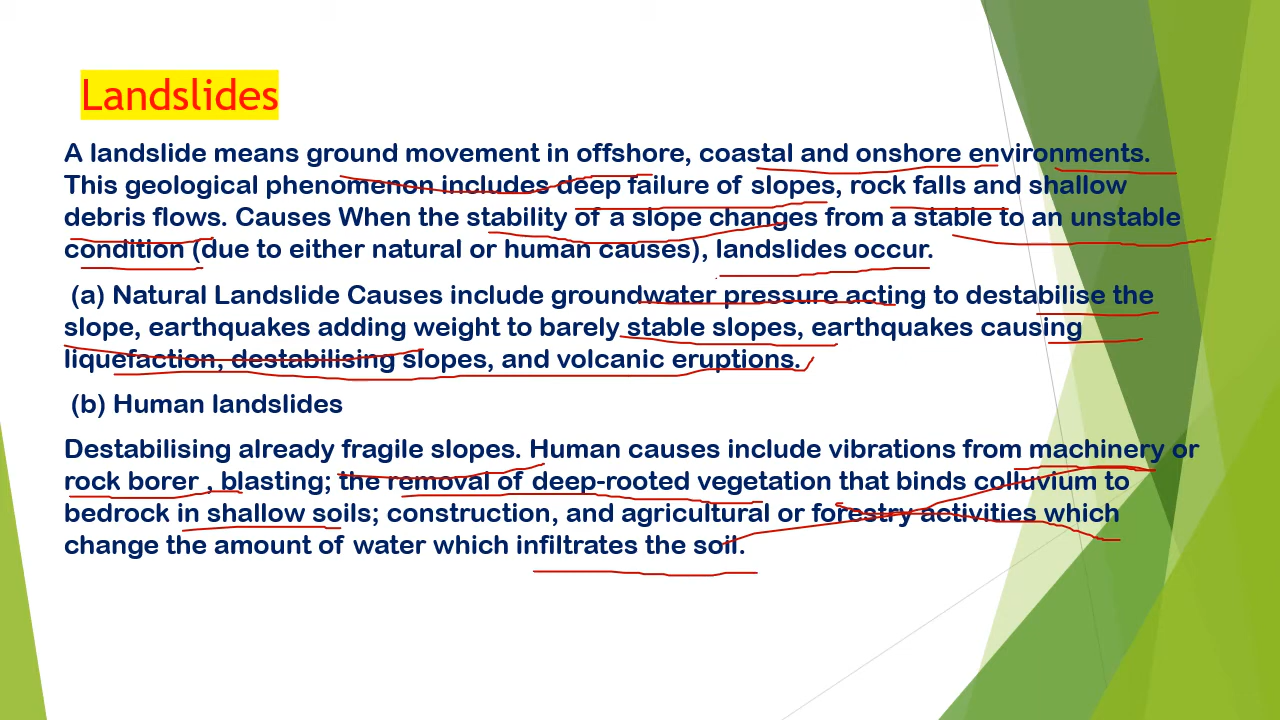 Landslides
A landslide means ground movement in offshore, coastal and onshore environments.
This geological phenomenon includes deep failure of slopes, rock falls and shallow
debris flows. Causes When the stability of a slope changes from a stable to an unstable
condition (due to either natural or human causes), landslides occur.
(a) Natural Landslide Causes include groundwater pressure acting to destabilise the
slope, earthquakes adding weight to barely stable slopes, earthquakes causing
liquefaction, destabilising slopes, and volcanic eruptions.
(b) Human landslides
Destabilising already fragile slopes. Human causes include vibrations from machinery or
rock borer , blasting; the removal of deep-rooted vegetation that binds colluvium to
bedrock in shallow soils; construction, and agricultural or forestry activities which
change the amount of water which infiltrates the soil.